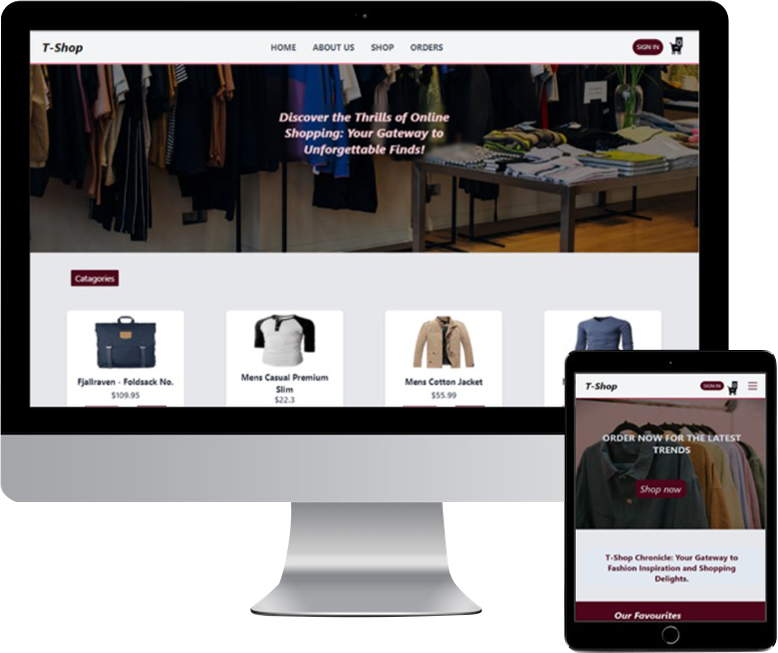 T-Shop
HOME ABOUT US SHOP ORDERS
SIGN IN
Discover the Thrills of Online
Shopping: Your Gateway to
Unforgettable Finds!
Catagories
Fjallraven - Foldsack No.
$109.95
Mens Casual Premium
Slim
$22.3
Mens Cotton Jacket
$55.99
T-Shop
SIGN IN
ORDER NOW FOR THE LATEST
TRENDS
Shop now
T-Shop Chronicle: Your Gateway to
Fashion Inspiration and Shopping
Delights.
Our Favourites